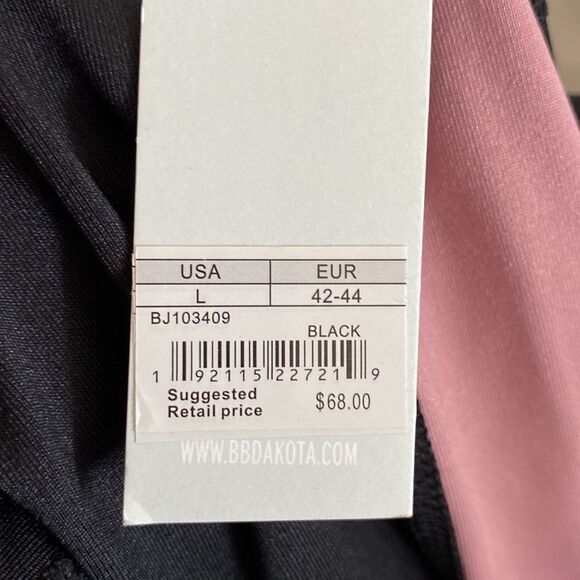 USA EUR
L 42-44
BJ103409
BLACK
1 92115 22721 9
Suggested
Retail price $68.00
WWW.BBDAKOTA.COM